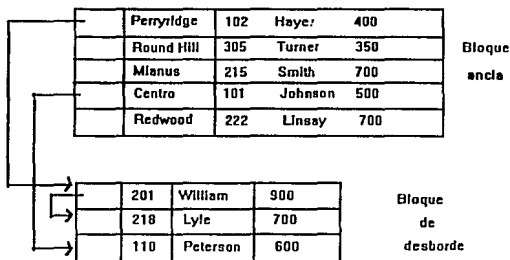 Perryridge 102 Hayer 400
Round Hill 305 Turner 350
Mianus 215 Smith 700
Centro 101 Johnson 500
Redwood 222 Linsay 700
Bloque
ancla
201 William 900
218 Lyle 700
110 Peterson 600
Bloque
de
desborde